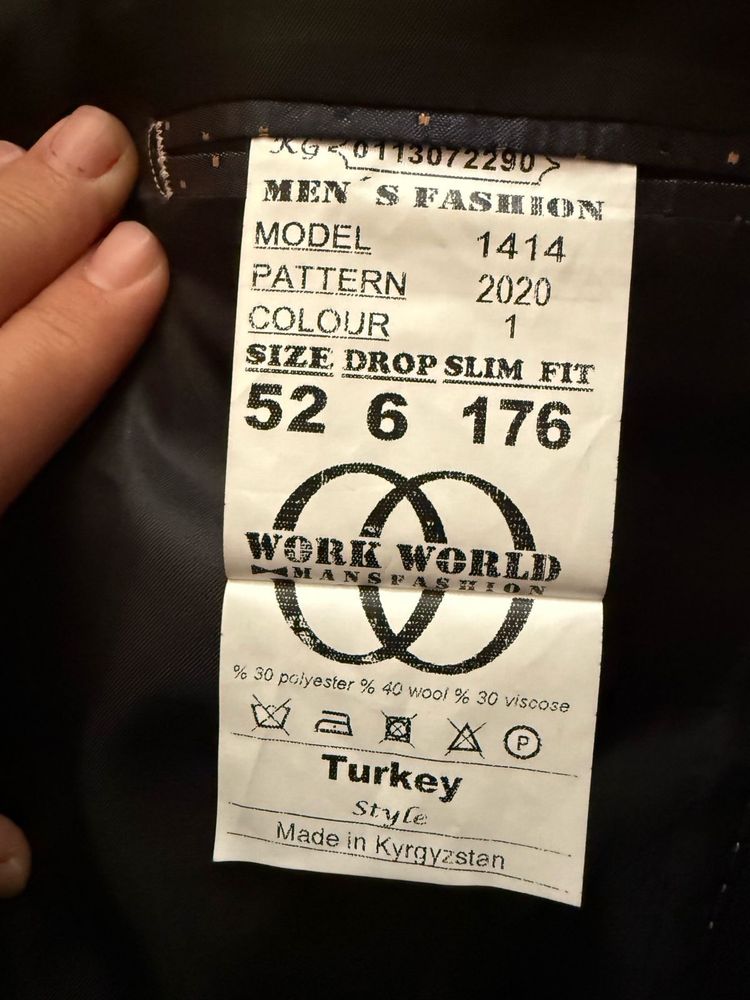 KG <0113072290>
MEN´S FASHION
MODEL 1414
PATTERN 2020
COLOUR 1
SIZE DROP SLIM FIT
52 6 176
WORK WORLD
MANSFASHION
% 30 polyester % 40 wool % 30 viscose
P
Turkey
Style
Made in Kyrgyzstan